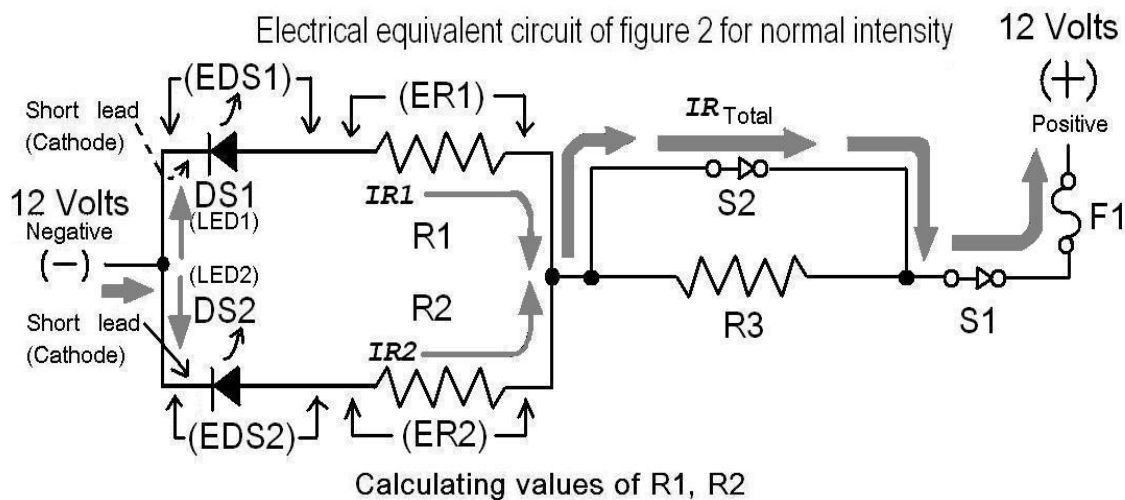 Electrical equivalent circuit of figure 2 for normal intensity
12 Volts
(+)
Positive
(EDS1)
(ER1)
IR Total
Short lead
(Cathode)
DS1
(LED1)
IR1
R1
S2
F1
12 Volts
Negative
(-)
(LED2)
DS2
R2
R3
S1
Short lead
(Cathode)
IR2
(EDS2)
(ER2)
Calculating values of R1, R2